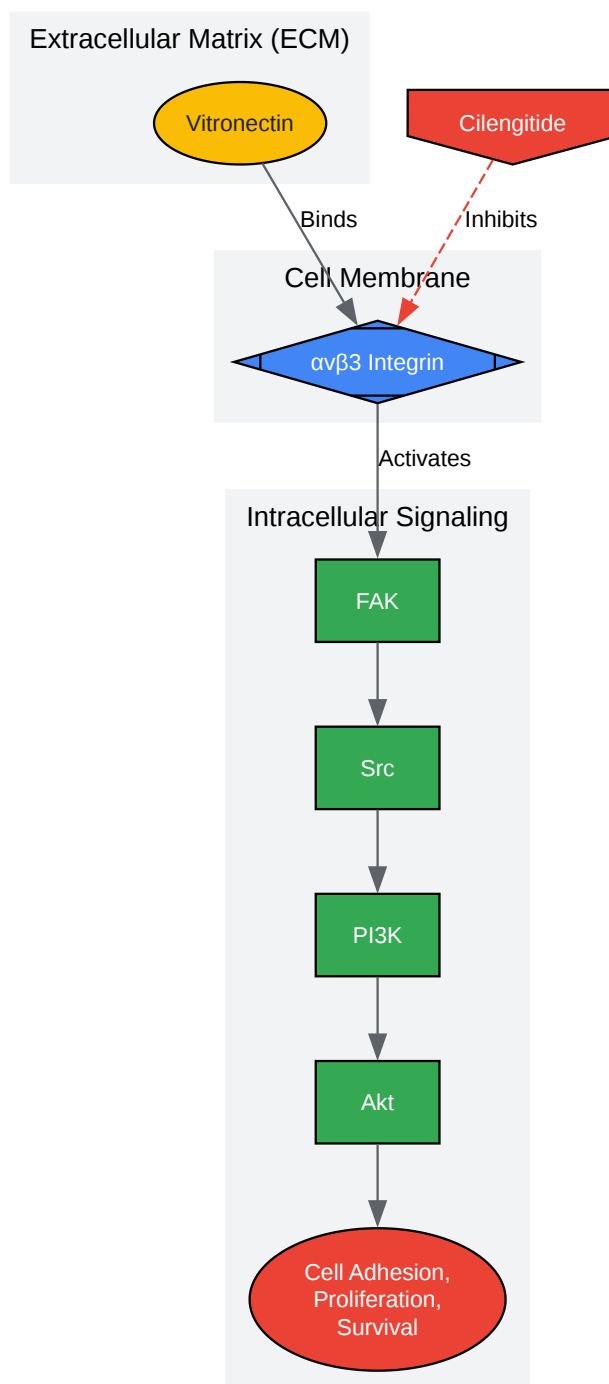 Extracellular Matrix (ECM)
Vitronectin
Cilengitide
Binds
Inhibits
Cell Membrane
αvβ3 Integrin
Activates
Intracellular Signaling
FAK
Src
PI3K
Akt
Cell Adhesion,
Proliferation,
Survival